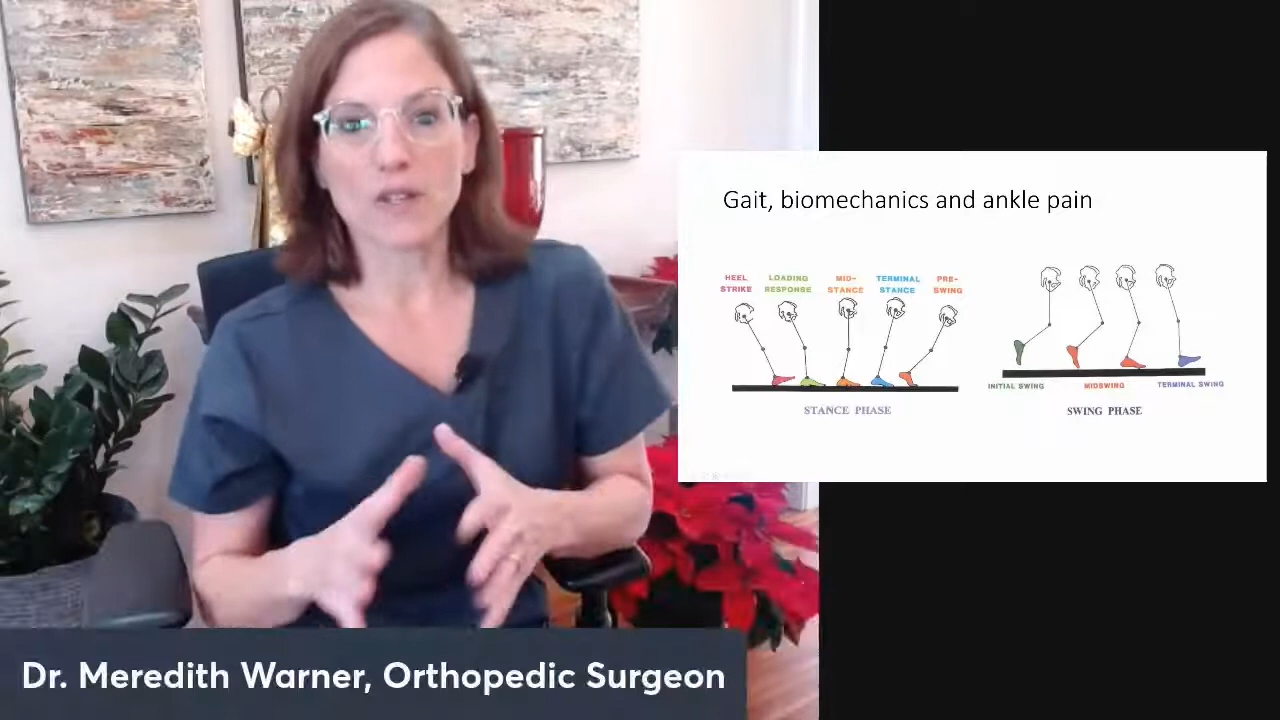 Gait, biomechanics and ankle pain
HEEL STRIKE
LOADING RESPONSE
MID-STANCE
TERMINAL STANCE
PRE-SWING
STANCE PHASE
INITIAL SWING
MIDSWING
TERMINAL SWING
SWING PHASE
Dr. Meredith Warner, Orthopedic Surgeon